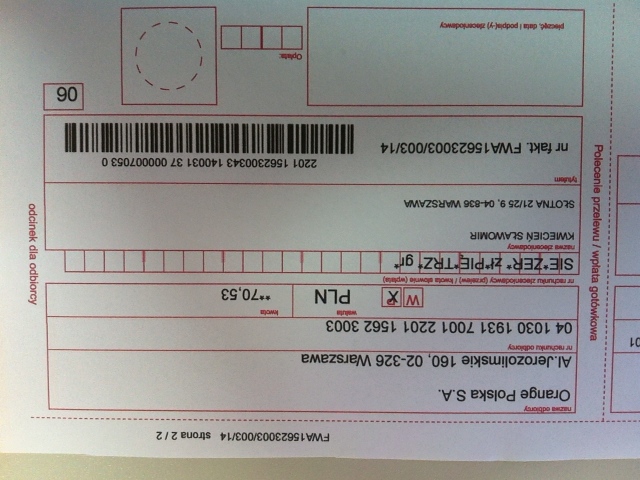 FWA15623003/003/14 strona 2 / 2
odcinek dla odbiorcy
nazwa odbiorcy
Orange Polska S.A.
Al.Jerozolimskie 160, 02-326 Warszawa
nr rachunku odbiorcy
04 1030 1931 7001 2201 1562 3003
waluta kwota
W X PLN **70,53
nr rachunku zleceniodawcy (przelew) / kwota słownie (wpłata)
SIE*ZER* zł*PIĘ*TRZ* gr*
nazwa zleceniodawcy
KWIECIEŃ SŁAWOMIR
SŁOTNA 21/25 9, 04-836 WARSZAWA
tytułem
2201 1562300343 140031 37 0000007053 0
nr fakt. FWA15623003/003/14
06
Opłata:
pieczęć, data i podpis(-y) zleceniodawcy
Polecenie przelewu / wpłata gotówkowa
01